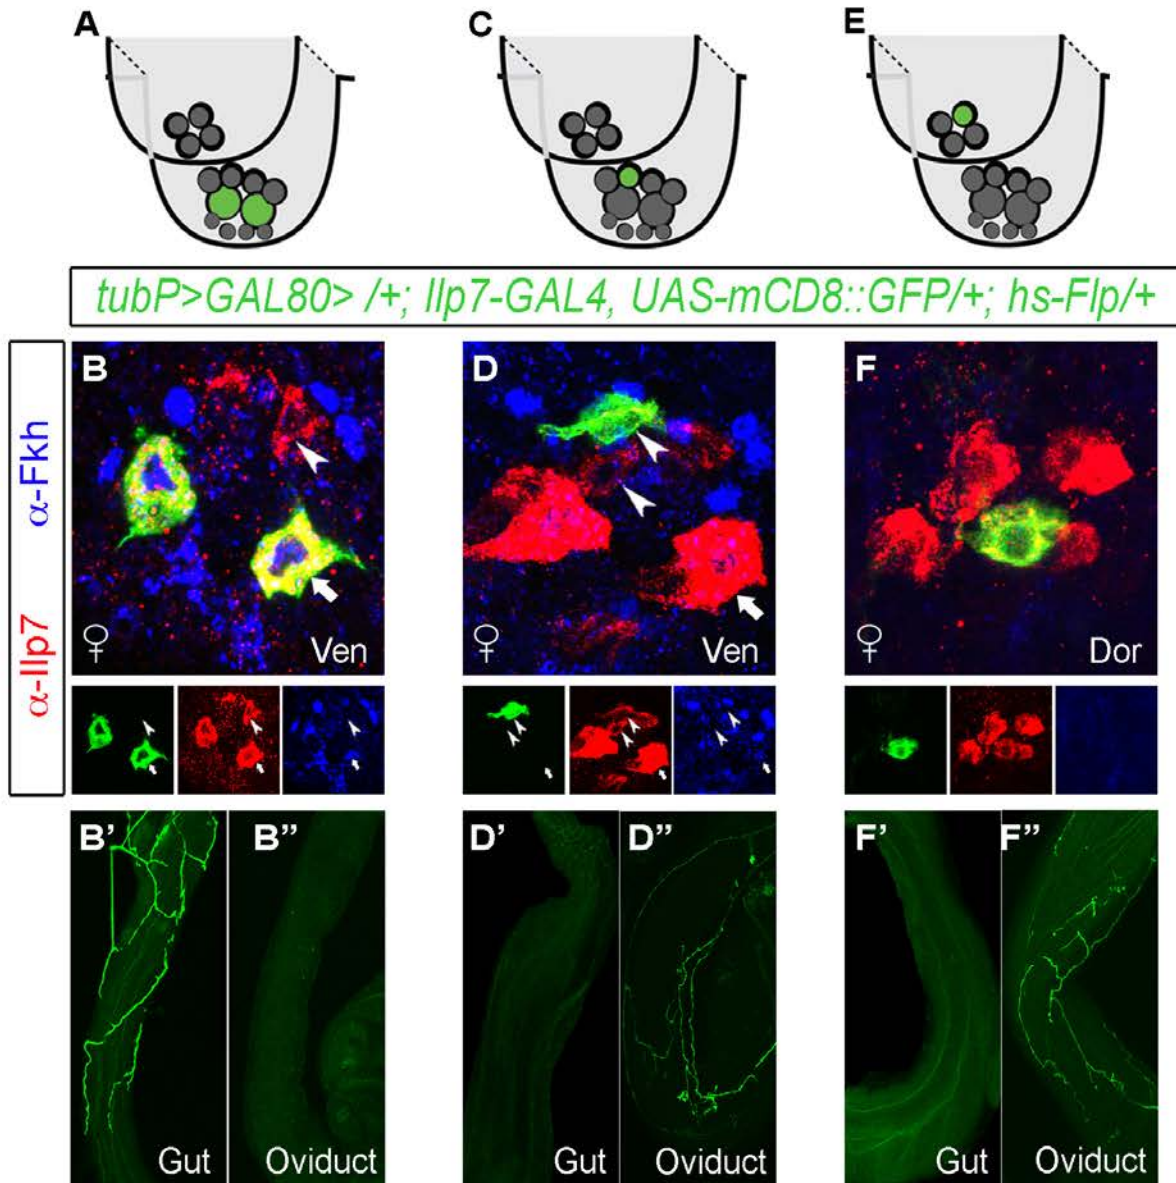 A
C
E
tubP>GAL80> /+; Ilp7-GAL4, UAS-mCD8::GFP/+; hs-Flp/+
α-Ilp7 α-Fkh
B
♀ Ven
D
♀ Ven
F
♀ Dor
B’
Gut
B”
Oviduct
D’
Gut
D”
Oviduct
F’
Gut
F”
Oviduct